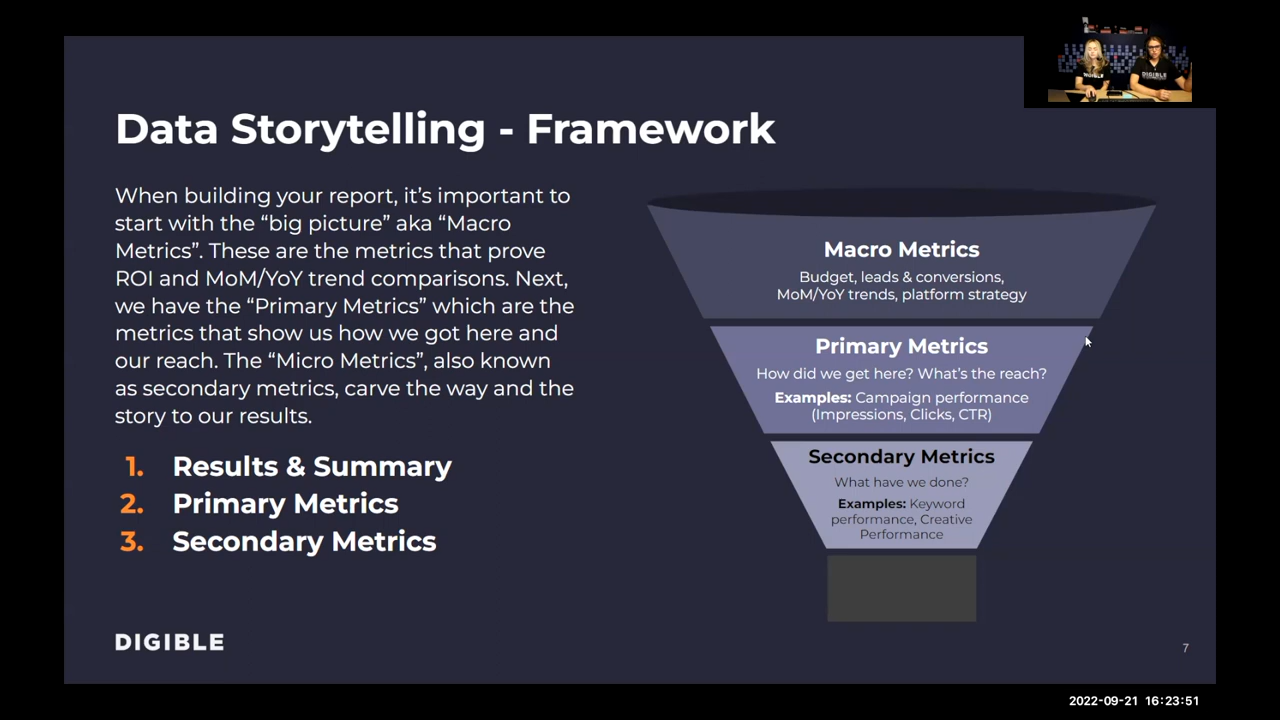 Data Storytelling - Framework
When building your report, it’s important to
start with the “big picture” aka “Macro
Metrics”. These are the metrics that prove
ROI and MoM/YoY trend comparisons. Next,
we have the “Primary Metrics” which are the
metrics that show us how we got here and
our reach. The “Micro Metrics”, also known
as secondary metrics, carve the way and the
story to our results.
1. Results & Summary
2. Primary Metrics
3. Secondary Metrics
Macro Metrics
Budget, leads & conversions,
MoM/YoY trends, platform strategy
Primary Metrics
How did we get here? What’s the reach?
Examples: Campaign performance
(Impressions, Clicks, CTR)
Secondary Metrics
What have we done?
Examples: Keyword
performance, Creative
Performance
DIGIBLE
7
DIGIBLE
2022-09-21 16:23:51